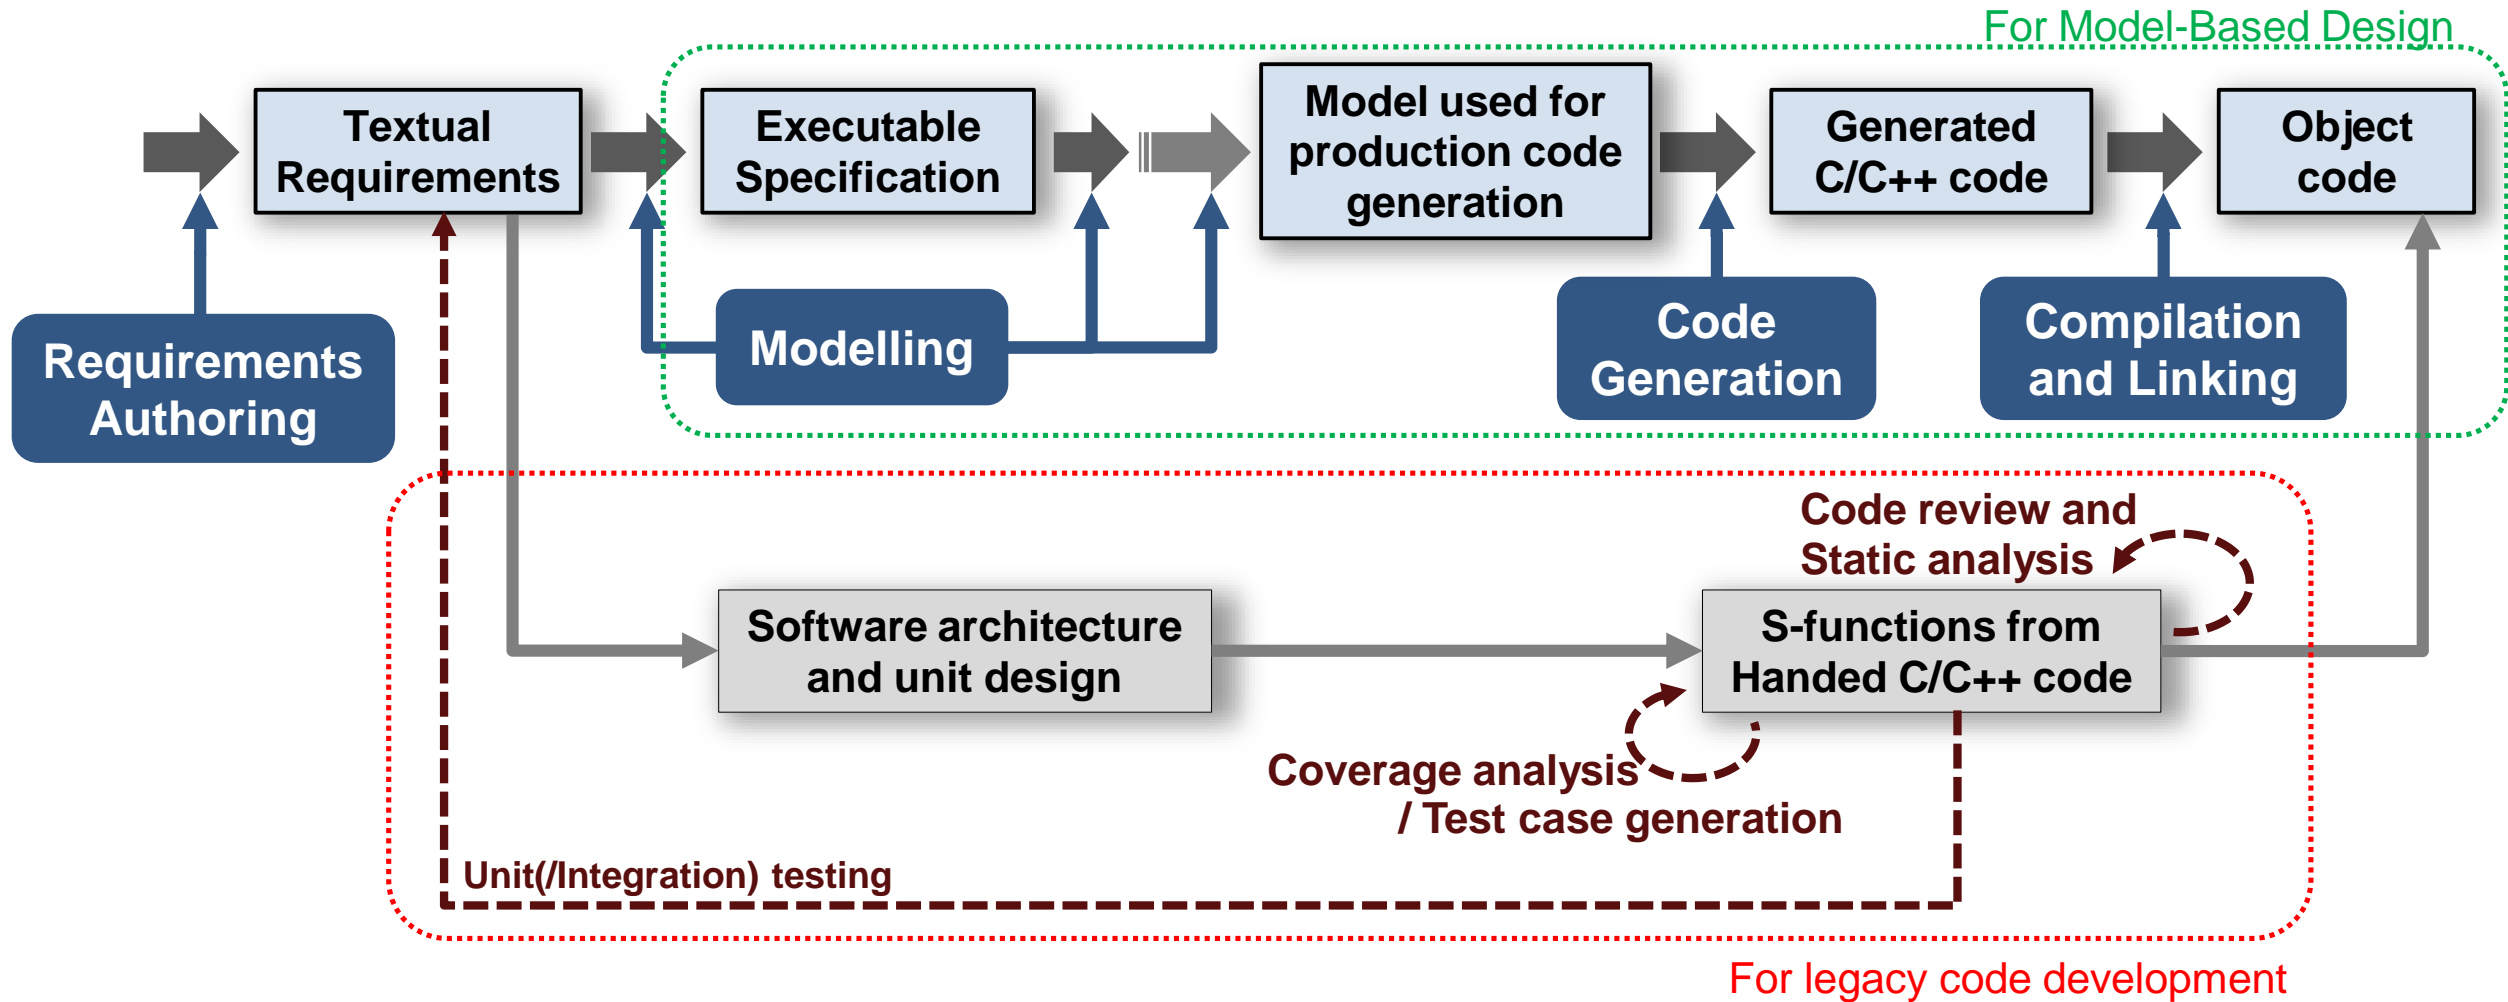 For Model-Based Design
Textual
Requirements
Executable
Specification
Model used for
production code
generation
Generated
C/C++ code
Object
code
Requirements
Authoring
Modelling
Code
Generation
Compilation
and Linking
Code review and
Static analysis
Software architecture
and unit design
S-functions from
Handed C/C++ code
Coverage analysis
/ Test case generation
Unit(/Integration) testing
For legacy code development